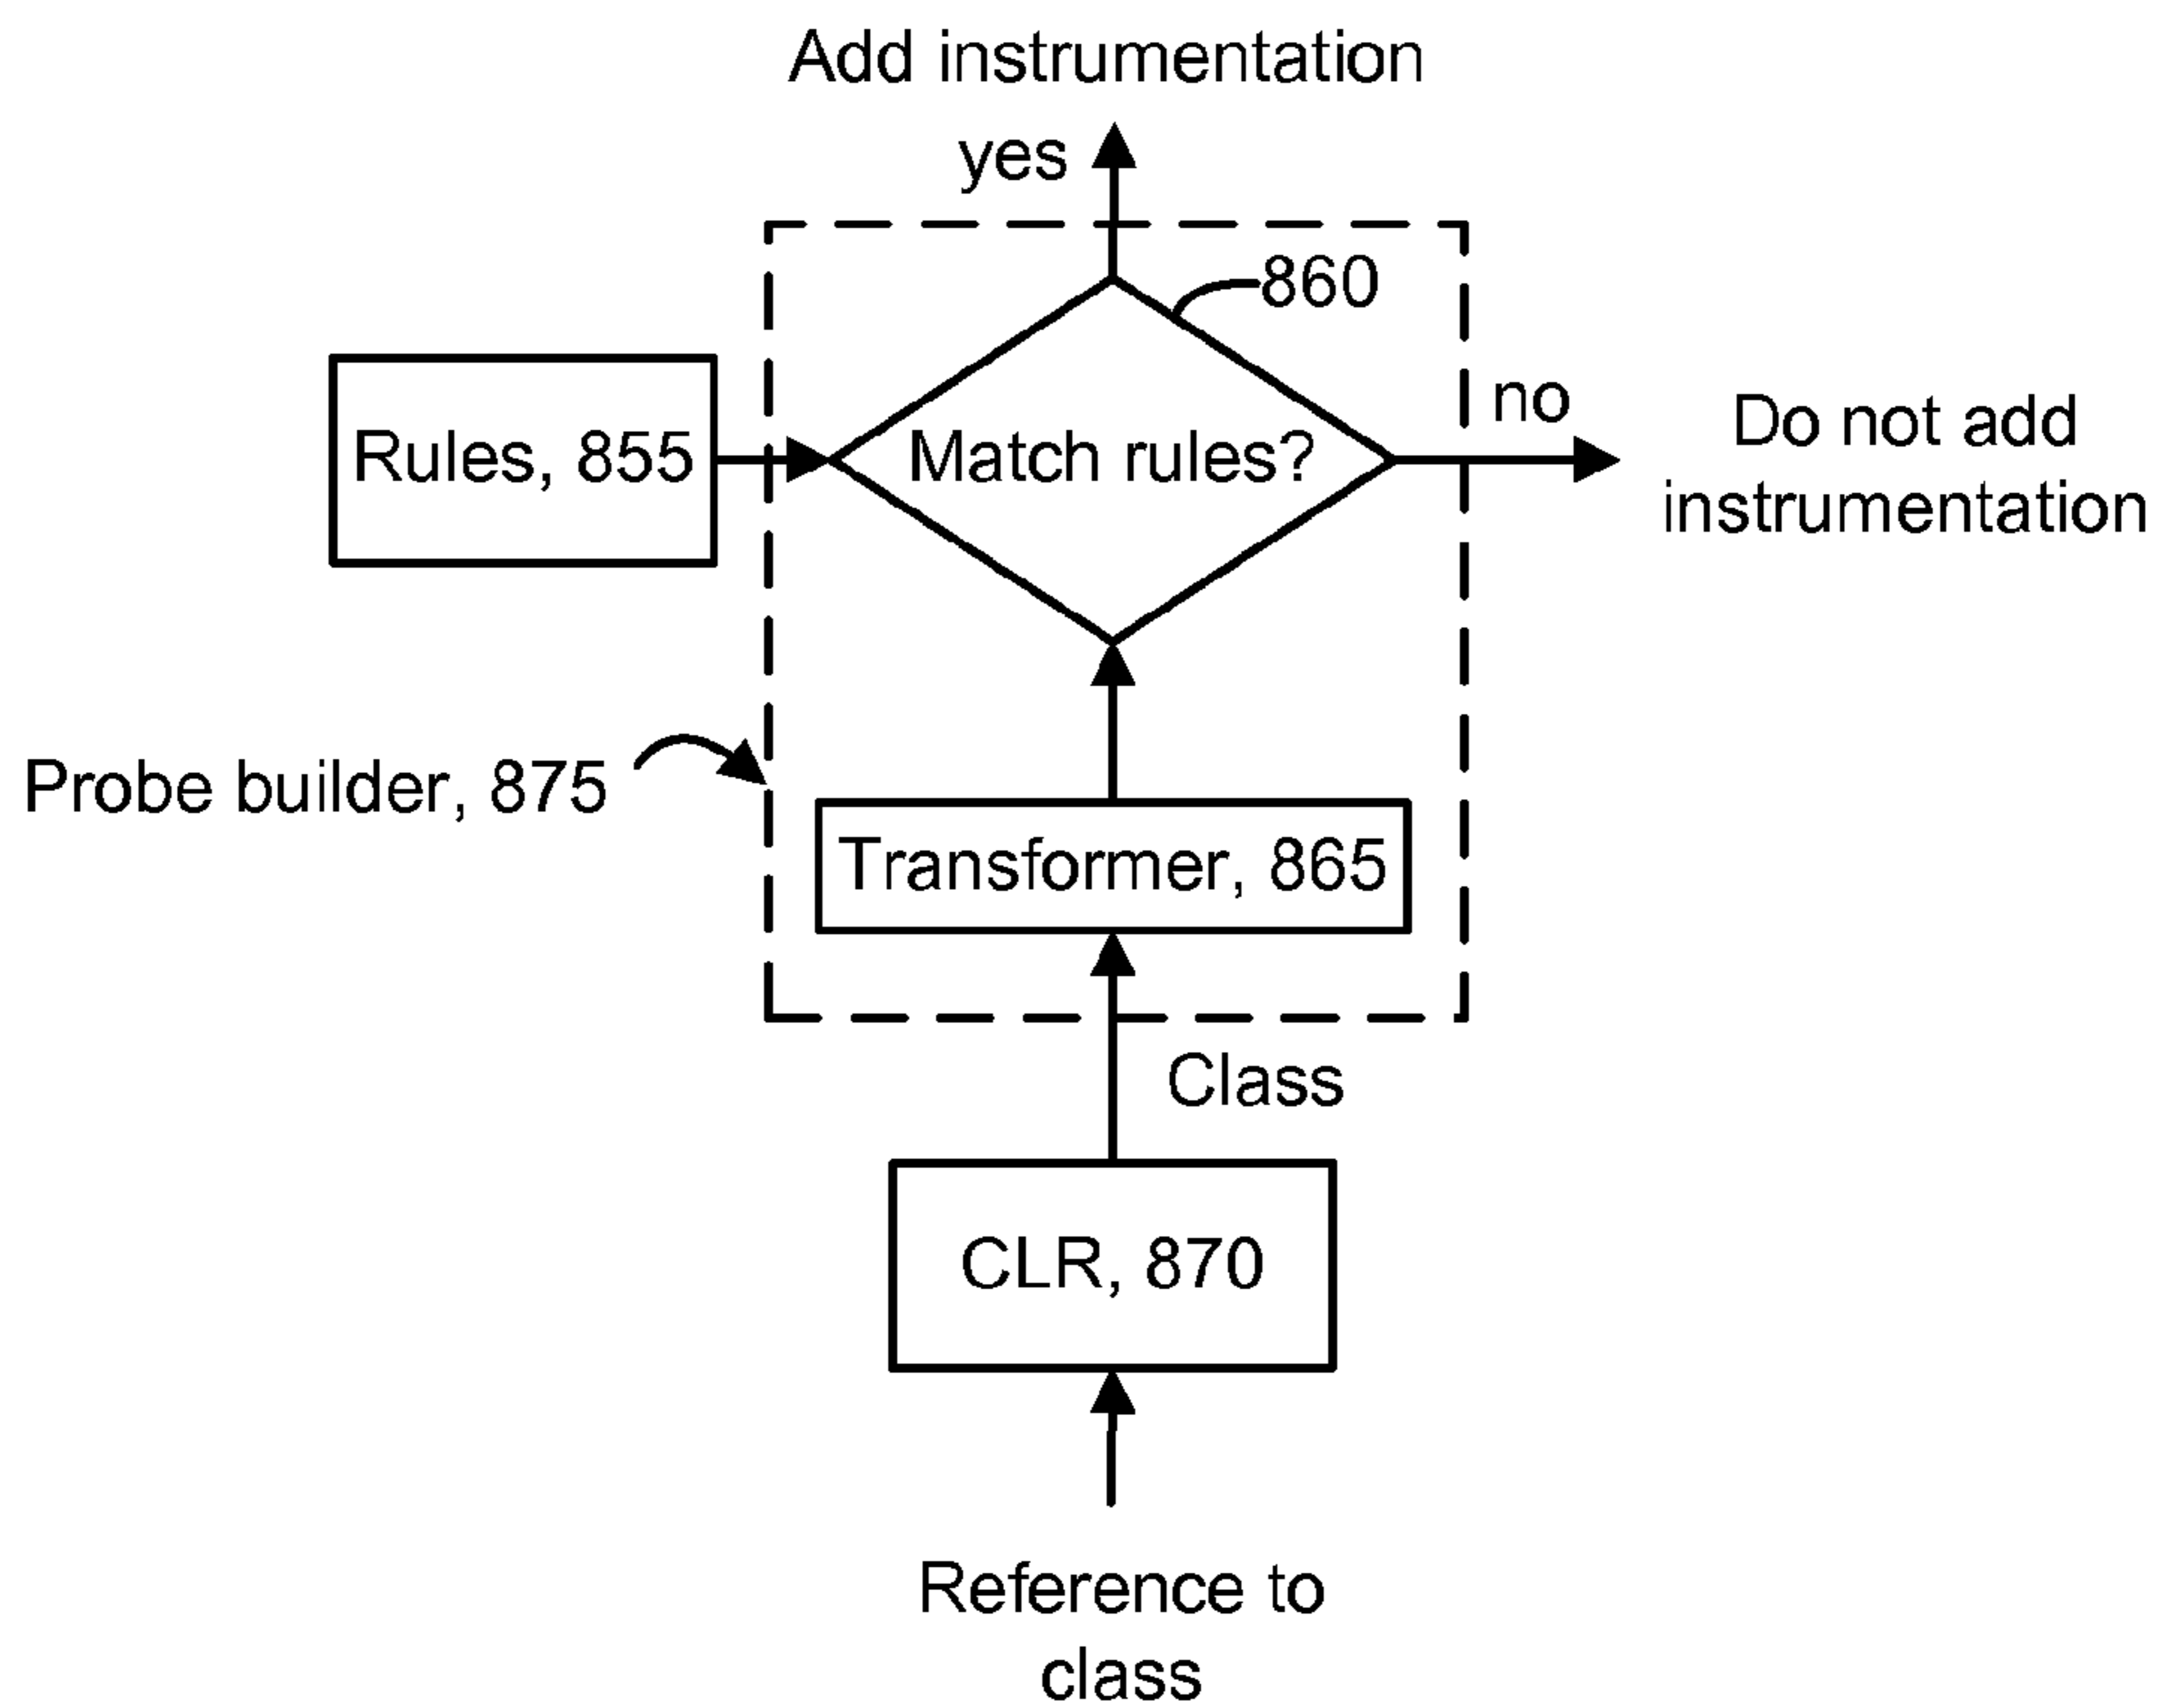 Add instrumentation
yes
860
no
Rules, 855
Match rules?
Do not add
instrumentation
Probe builder, 875
Transformer, 865
Class
CLR, 870
Reference to
class